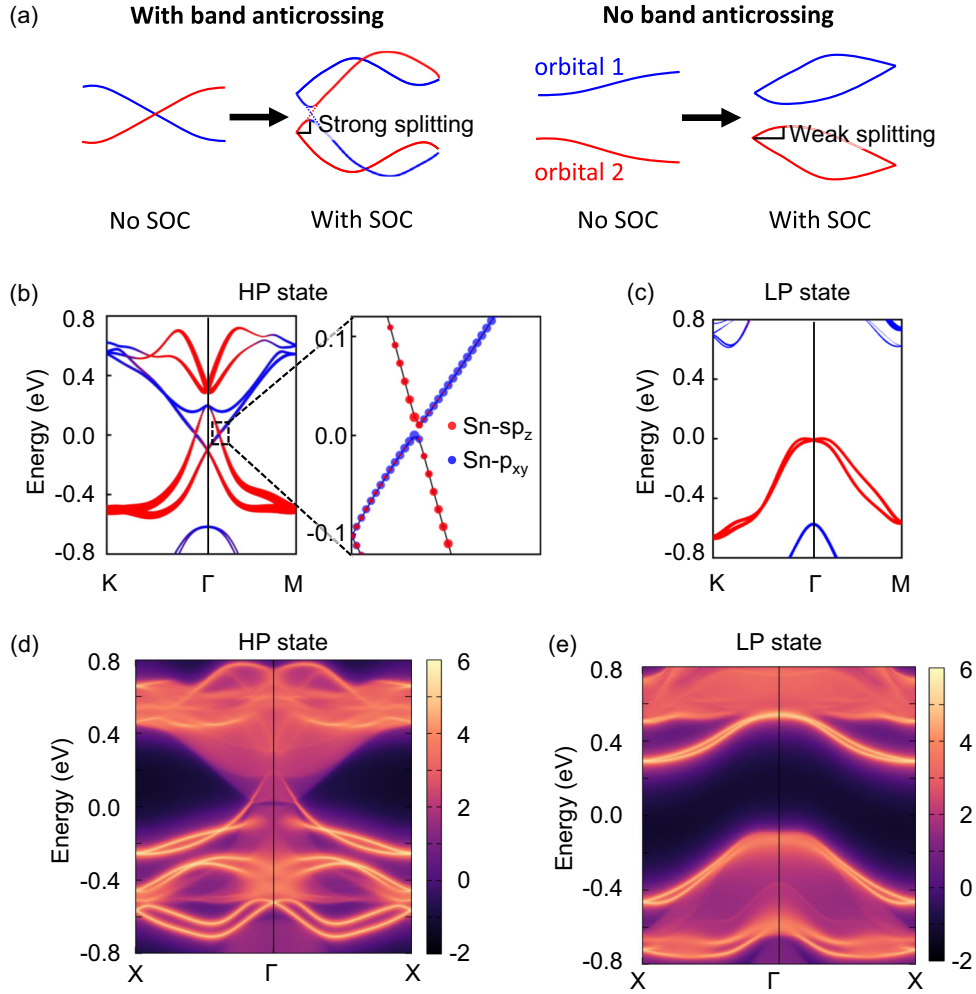 (a)
With band anticrossing
No band anticrossing
orbital 1
orbital 2
Strong splitting
Weak splitting
No SOC
With SOC
No SOC
With SOC
(b)
HP state
(c)
LP state
Energy (eV)
0.8
0.4
0.0
-0.4
-0.8
K
Γ
M
0.1
0.0
-0.1
Sn-sp_z
Sn-p_xy
Energy (eV)
0.8
0.4
0.0
-0.4
-0.8
K
Γ
M
(d)
HP state
(e)
LP state
Energy (eV)
0.8
0.4
0.0
-0.4
-0.8
X
Γ
X
6
4
2
0
-2
Energy (eV)
0.8
0.4
0.0
-0.4
-0.8
X
Γ
X
6
4
2
0
-2